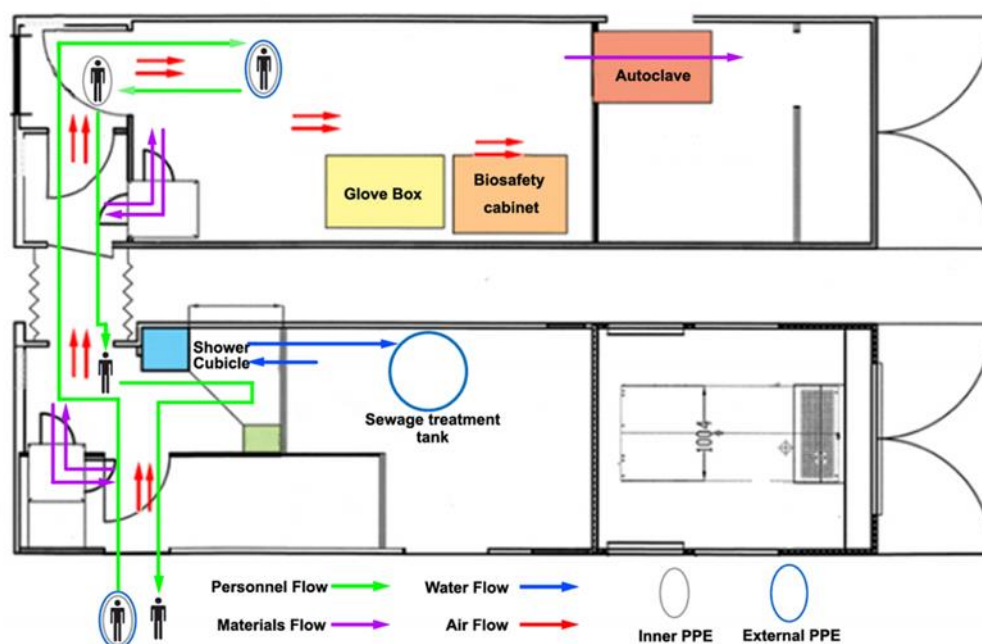 Autoclave
Glove Box
Biosafety
cabinet
Shower
Cubicle
Sewage treatment
tank
1004
Personnel Flow
Water Flow
Materials Flow
Air Flow
Inner PPE
External PPE